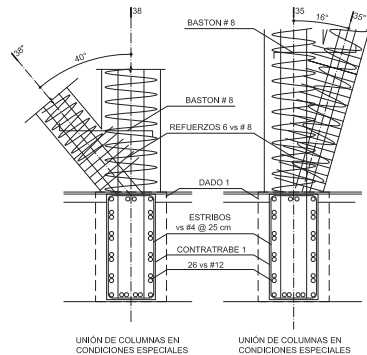 38
35
38"
40°
16°
35"
BASTON # 8
BASTON # 8
REFUERZOS 6 vs # 8
DADO 1
ESTRIBOS
vs #4 @ 25 cm
CONTRATRABE 1
26 vs #12
UNIÓN DE COLUMNAS EN
CONDICIONES ESPECIALES
UNIÓN DE COLUMNAS EN
CONDICIONES ESPECIALES